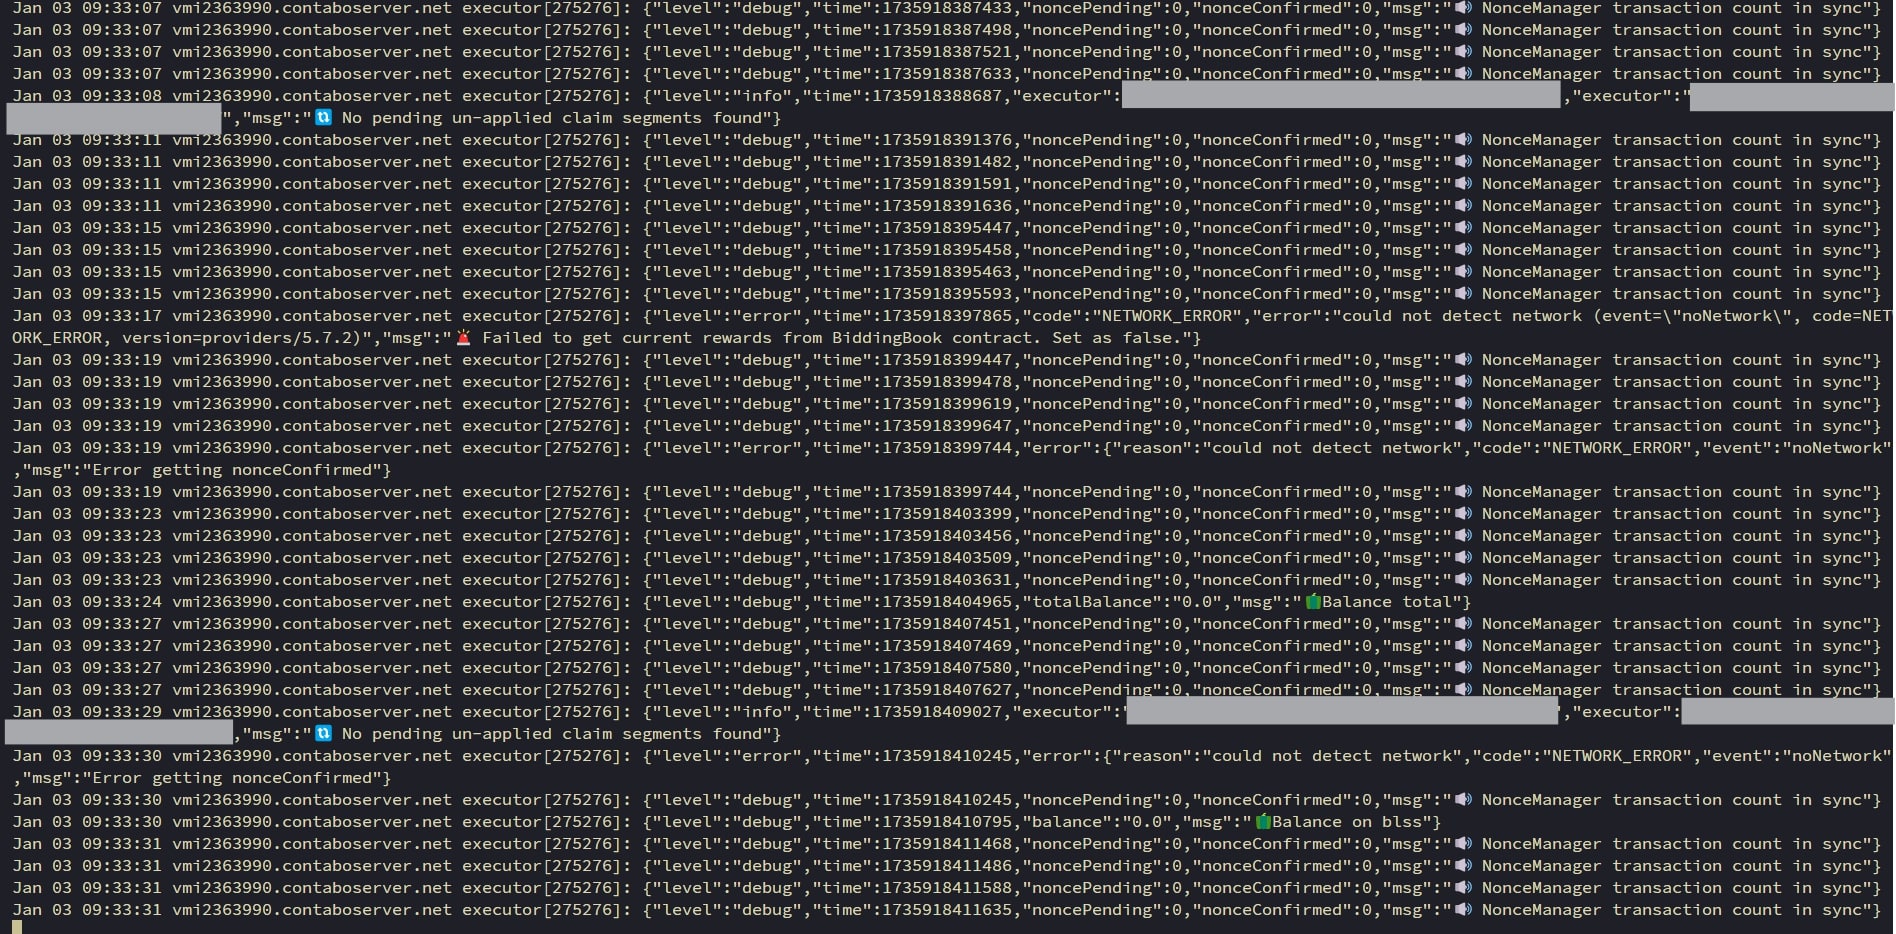 Jan 03 09:33:07 vmi2363990.contaboserver.net executor[275276]: {"level":"debug","time":1735918387433,"noncePending":0,"nonceConfirmed":0,"msg":"🔊 NonceManager transaction count in sync"}
Jan 03 09:33:07 vmi2363990.contaboserver.net executor[275276]: {"level":"debug","time":1735918387498,"noncePending":0,"nonceConfirmed":0,"msg":"🔊 NonceManager transaction count in sync"}
Jan 03 09:33:07 vmi2363990.contaboserver.net executor[275276]: {"level":"debug","time":1735918387521,"noncePending":0,"nonceConfirmed":0,"msg":"🔊 NonceManager transaction count in sync"}
Jan 03 09:33:07 vmi2363990.contaboserver.net executor[275276]: {"level":"debug","time":1735918387633,"noncePending":0,"nonceConfirmed":0,"msg":"🔊 NonceManager transaction count in sync"}
Jan 03 09:33:08 vmi2363990.contaboserver.net executor[275276]: {"level":"info","time":1735918388687,"executor": ,"executor":"
","msg":"🔃 No pending un-applied claim segments found"}
Jan 03 09:33:11 vmi2363990.contaboserver.net executor[275276]: {"level":"debug","time":1735918391376,"noncePending":0,"nonceConfirmed":0,"msg":"🔊 NonceManager transaction count in sync"}
Jan 03 09:33:11 vmi2363990.contaboserver.net executor[275276]: {"level":"debug","time":1735918391482,"noncePending":0,"nonceConfirmed":0,"msg":"🔊 NonceManager transaction count in sync"}
Jan 03 09:33:11 vmi2363990.contaboserver.net executor[275276]: {"level":"debug","time":1735918391591,"noncePending":0,"nonceConfirmed":0,"msg":"🔊 NonceManager transaction count in sync"}
Jan 03 09:33:11 vmi2363990.contaboserver.net executor[275276]: {"level":"debug","time":1735918391636,"noncePending":0,"nonceConfirmed":0,"msg":"🔊 NonceManager transaction count in sync"}
Jan 03 09:33:15 vmi2363990.contaboserver.net executor[275276]: {"level":"debug","time":1735918395447,"noncePending":0,"nonceConfirmed":0,"msg":"🔊 NonceManager transaction count in sync"}
Jan 03 09:33:15 vmi2363990.contaboserver.net executor[275276]: {"level":"debug","time":1735918395458,"noncePending":0,"nonceConfirmed":0,"msg":"🔊 NonceManager transaction count in sync"}
Jan 03 09:33:15 vmi2363990.contaboserver.net executor[275276]: {"level":"debug","time":1735918395463,"noncePending":0,"nonceConfirmed":0,"msg":"🔊 NonceManager transaction count in sync"}
Jan 03 09:33:15 vmi2363990.contaboserver.net executor[275276]: {"level":"debug","time":1735918395593,"noncePending":0,"nonceConfirmed":0,"msg":"🔊 NonceManager transaction count in sync"}
Jan 03 09:33:17 vmi2363990.contaboserver.net executor[275276]: {"level":"error","time":1735918397865,"code":"NETWORK_ERROR","error":"could not detect network (event=\"noNetwork\", code=NETW
ORK_ERROR, version=providers/5.7.2)","msg":"🚨 Failed to get current rewards from BiddingBook contract. Set as false."}
Jan 03 09:33:19 vmi2363990.contaboserver.net executor[275276]: {"level":"debug","time":1735918399447,"noncePending":0,"nonceConfirmed":0,"msg":"🔊 NonceManager transaction count in sync"}
Jan 03 09:33:19 vmi2363990.contaboserver.net executor[275276]: {"level":"debug","time":1735918399478,"noncePending":0,"nonceConfirmed":0,"msg":"🔊 NonceManager transaction count in sync"}
Jan 03 09:33:19 vmi2363990.contaboserver.net executor[275276]: {"level":"debug","time":1735918399619,"noncePending":0,"nonceConfirmed":0,"msg":"🔊 NonceManager transaction count in sync"}
Jan 03 09:33:19 vmi2363990.contaboserver.net executor[275276]: {"level":"debug","time":1735918399647,"noncePending":0,"nonceConfirmed":0,"msg":"🔊 NonceManager transaction count in sync"}
Jan 03 09:33:19 vmi2363990.contaboserver.net executor[275276]: {"level":"error","time":1735918399744,"error":{"reason":"could not detect network","code":"NETWORK_ERROR","event":"noNetwork"
,"msg":"Error getting nonceConfirmed"}
Jan 03 09:33:19 vmi2363990.contaboserver.net executor[275276]: {"level":"debug","time":1735918399744,"noncePending":0,"nonceConfirmed":0,"msg":"🔊 NonceManager transaction count in sync"}
Jan 03 09:33:23 vmi2363990.contaboserver.net executor[275276]: {"level":"debug","time":1735918403399,"noncePending":0,"nonceConfirmed":0,"msg":"🔊 NonceManager transaction count in sync"}
Jan 03 09:33:23 vmi2363990.contaboserver.net executor[275276]: {"level":"debug","time":1735918403456,"noncePending":0,"nonceConfirmed":0,"msg":"🔊 NonceManager transaction count in sync"}
Jan 03 09:33:23 vmi2363990.contaboserver.net executor[275276]: {"level":"debug","time":1735918403509,"noncePending":0,"nonceConfirmed":0,"msg":"🔊 NonceManager transaction count in sync"}
Jan 03 09:33:23 vmi2363990.contaboserver.net executor[275276]: {"level":"debug","time":1735918403631,"noncePending":0,"nonceConfirmed":0,"msg":"🔊 NonceManager transaction count in sync"}
Jan 03 09:33:24 vmi2363990.contaboserver.net executor[275276]: {"level":"debug","time":1735918404965,"totalBalance":"0.0","msg":"Balance total"}
Jan 03 09:33:27 vmi2363990.contaboserver.net executor[275276]: {"level":"debug","time":1735918407451,"noncePending":0,"nonceConfirmed":0,"msg":"🔊 NonceManager transaction count in sync"}
Jan 03 09:33:27 vmi2363990.contaboserver.net executor[275276]: {"level":"debug","time":1735918407469,"noncePending":0,"nonceConfirmed":0,"msg":"🔊 NonceManager transaction count in sync"}
Jan 03 09:33:27 vmi2363990.contaboserver.net executor[275276]: {"level":"debug","time":1735918407580,"noncePending":0,"nonceConfirmed":0,"msg":"🔊 NonceManager transaction count in sync"}
Jan 03 09:33:27 vmi2363990.contaboserver.net executor[275276]: {"level":"debug","time":1735918407627,"noncePending":0,"nonceConfirmed":0,"msg":"🔊 NonceManager transaction count in sync"}
Jan 03 09:33:29 vmi2363990.contaboserver.net executor[275276]: {"level":"info","time":1735918409027,"executor":" ","executor":
,"msg":"🔃 No pending un-applied claim segments found"}
Jan 03 09:33:30 vmi2363990.contaboserver.net executor[275276]: {"level":"error","time":1735918410245,"error":{"reason":"could not detect network","code":"NETWORK_ERROR","event":"noNetwork"
,"msg":"Error getting nonceConfirmed"}
Jan 03 09:33:30 vmi2363990.contaboserver.net executor[275276]: {"level":"debug","time":1735918410245,"noncePending":0,"nonceConfirmed":0,"msg":"🔊 NonceManager transaction count in sync"}
Jan 03 09:33:30 vmi2363990.contaboserver.net executor[275276]: {"level":"debug","time":1735918410795,"balance":"0.0","msg":"Balance on blss"}
Jan 03 09:33:31 vmi2363990.contaboserver.net executor[275276]: {"level":"debug","time":1735918411468,"noncePending":0,"nonceConfirmed":0,"msg":"🔊 NonceManager transaction count in sync"}
Jan 03 09:33:31 vmi2363990.contaboserver.net executor[275276]: {"level":"debug","time":1735918411486,"noncePending":0,"nonceConfirmed":0,"msg":"🔊 NonceManager transaction count in sync"}
Jan 03 09:33:31 vmi2363990.contaboserver.net executor[275276]: {"level":"debug","time":1735918411588,"noncePending":0,"nonceConfirmed":0,"msg":"🔊 NonceManager transaction count in sync"}
Jan 03 09:33:31 vmi2363990.contaboserver.net executor[275276]: {"level":"debug","time":1735918411635,"noncePending":0,"nonceConfirmed":0,"msg":"🔊 NonceManager transaction count in sync"}